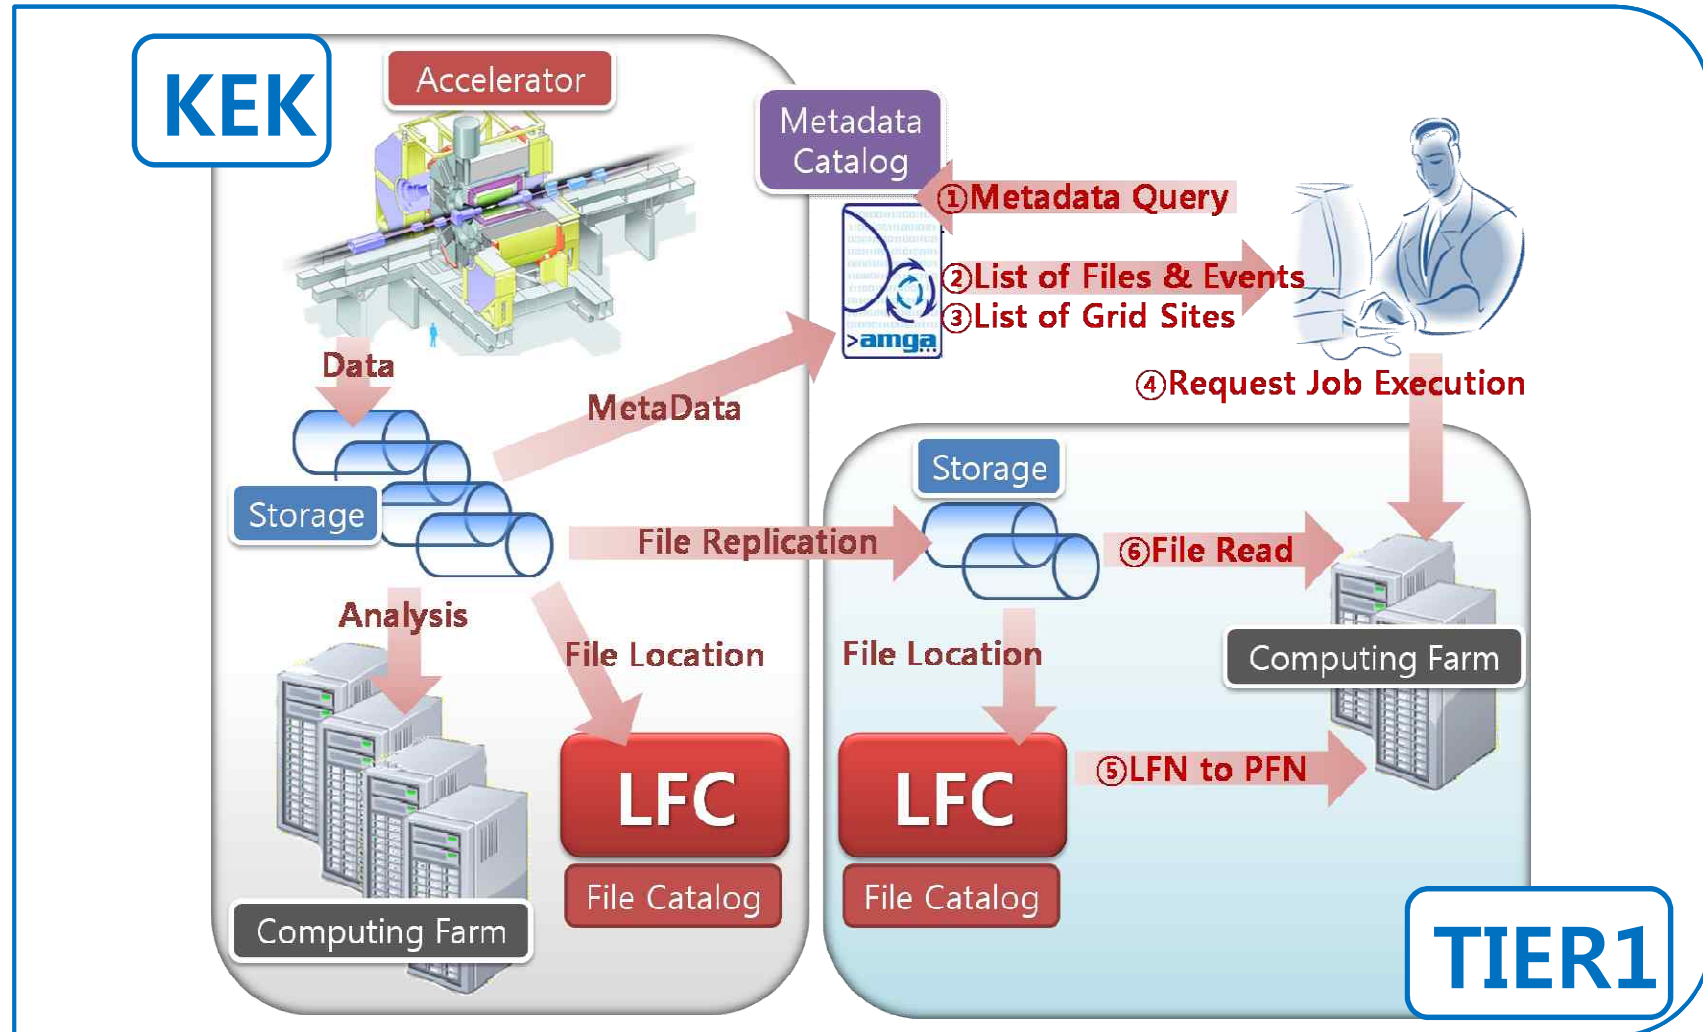 KEK
Accelerator
Metadata
Catalog
①Metadata Query
②List of Files & Events
③List of Grid Sites
>amga...
Data
MetaData
④Request Job Execution
Storage
Storage
File Replication
⑥File Read
Analysis
File Location
File Location
Computing Farm
LFC
LFC
⑤LFN to PFN
File Catalog
File Catalog
Computing Farm
TIER1